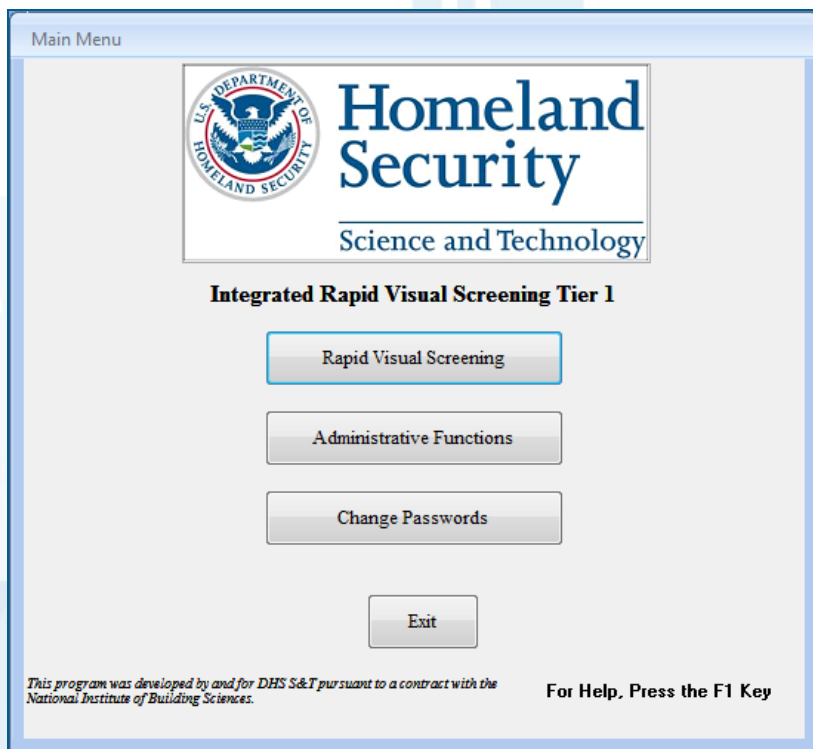 Main Menu
U.S. DEPARTMENT OF
HOMELAND SECURITY
Homeland
Security
Science and Technology
Integrated Rapid Visual Screening Tier 1
Rapid Visual Screening
Administrative Functions
Change Passwords
Exit
This program was developed by and for DHS S&T pursuant to a contract with the
National Institute of Building Sciences.
For Help, Press the F1 Key